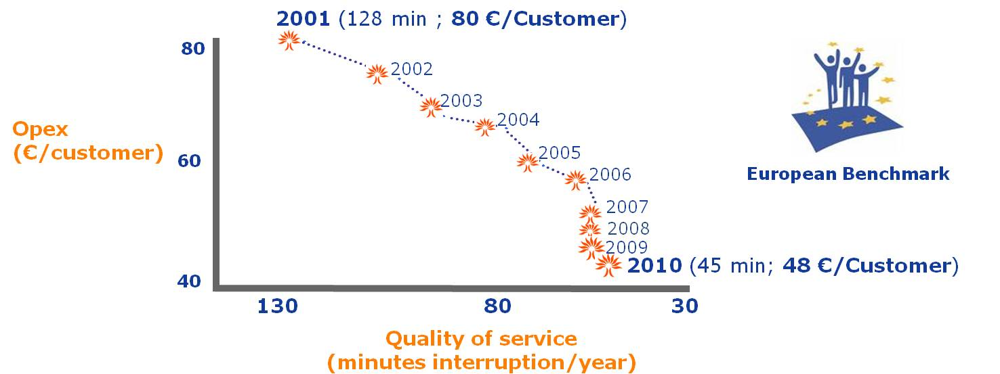 2001 (128 min ; 80 €/Customer)
80
2002
2003
2004
Opex
(€/customer)
60
2005
2006
European Benchmark
2007
2008
2009
2010 (45 min; 48 €/Customer)
40
130 80 30
Quality of service
(minutes interruption/year)